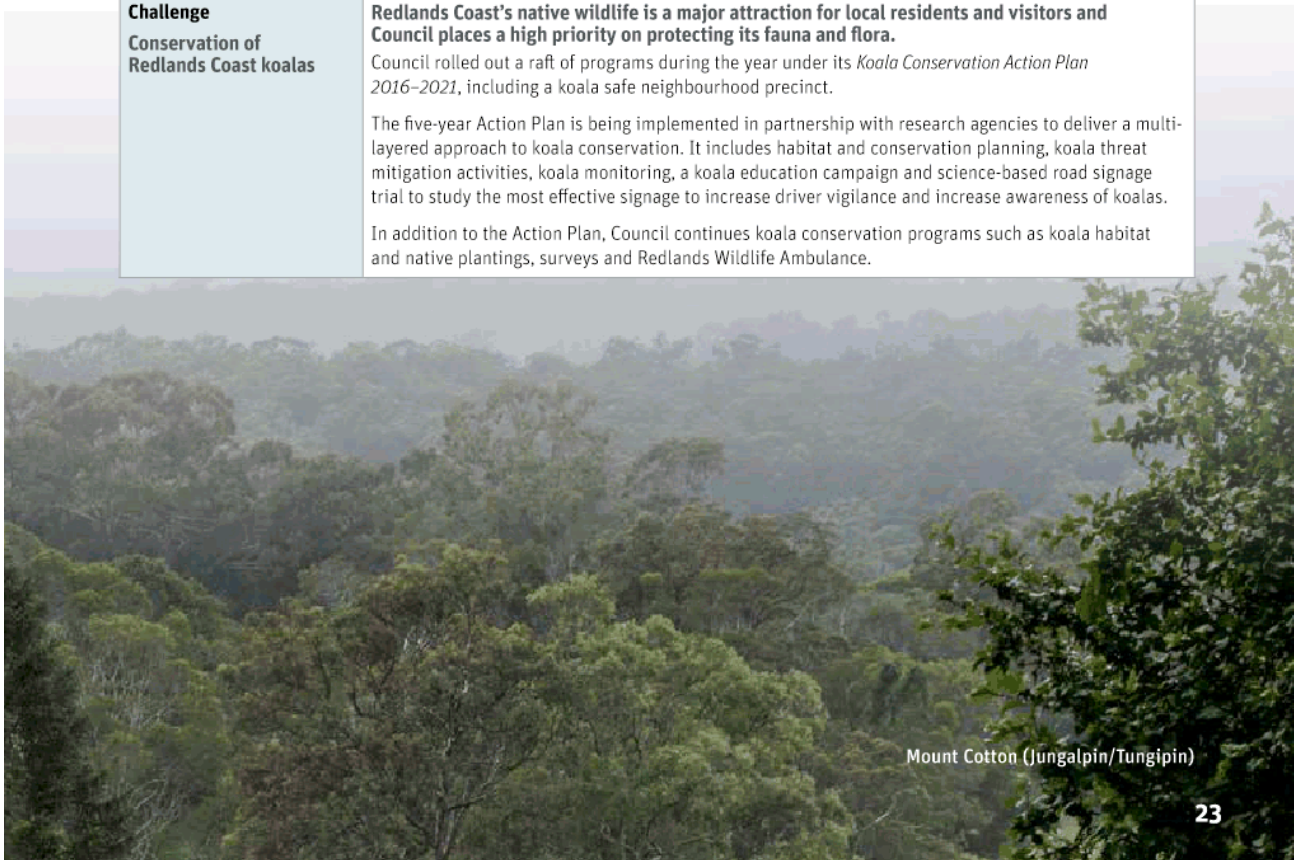 Challenge
Conservation of
Redlands Coast koalas
Redlands Coast's native wildlife is a major attraction for local residents and visitors and
Council places a high priority on protecting its fauna and flora.
Council rolled out a raft of programs during the year under its Koala Conservation Action Plan
2016–2021, including a koala safe neighbourhood precinct.
The five-year Action Plan is being implemented in partnership with research agencies to deliver a multi-
layered approach to koala conservation. It includes habitat and conservation planning, koala threat
mitigation activities, koala monitoring, a koala education campaign and science-based road signage
trial to study the most effective signage to increase driver vigilance and increase awareness of koalas.
In addition to the Action Plan, Council continues koala conservation programs such as koala habitat
and native plantings, surveys and Redlands Wildlife Ambulance.
Mount Cotton (Jungalpin/Tungipin)
23